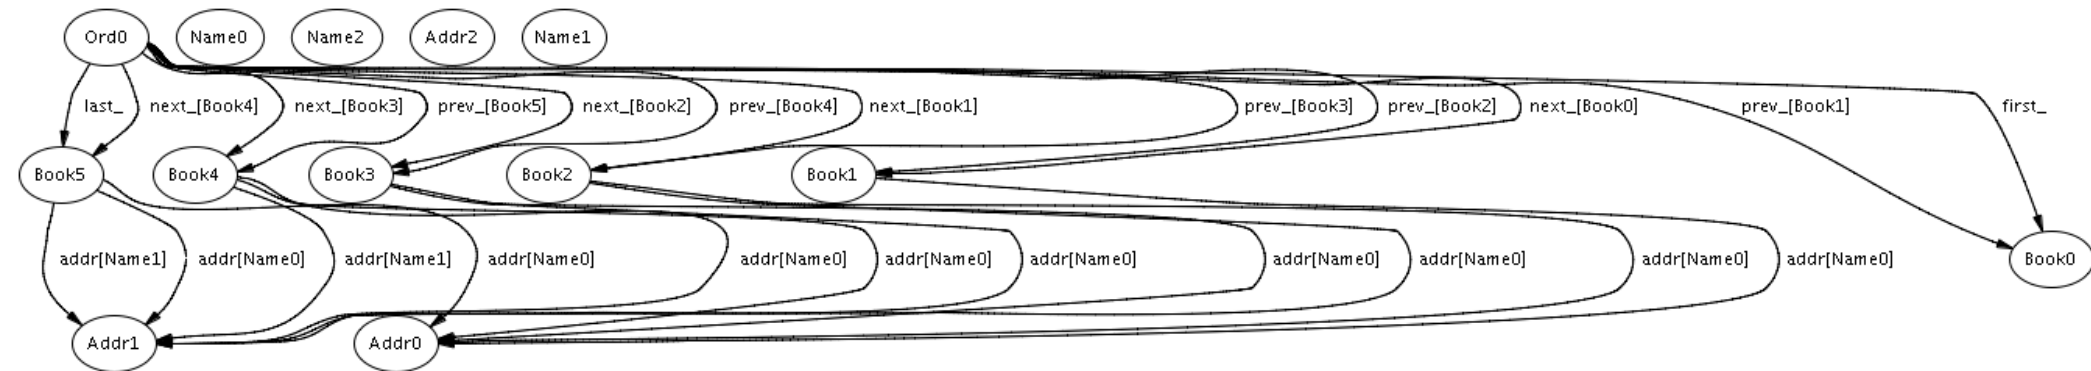 Ord0 Name0 Name2 Addr2 Name1
last_ next_[Book4] next_[Book3] prev_[Book5] next_[Book2] prev_[Book4] next_[Book1] prev_[Book3] prev_[Book2] next_[Book0] prev_[Book1] first_
Book5 Book4 Book3 Book2 Book1
addr[Name1] addr[Name0] addr[Name1] addr[Name0] addr[Name0] addr[Name0] addr[Name0] addr[Name0] addr[Name0] addr[Name0] addr[Name0] Book0
Addr1 Addr0